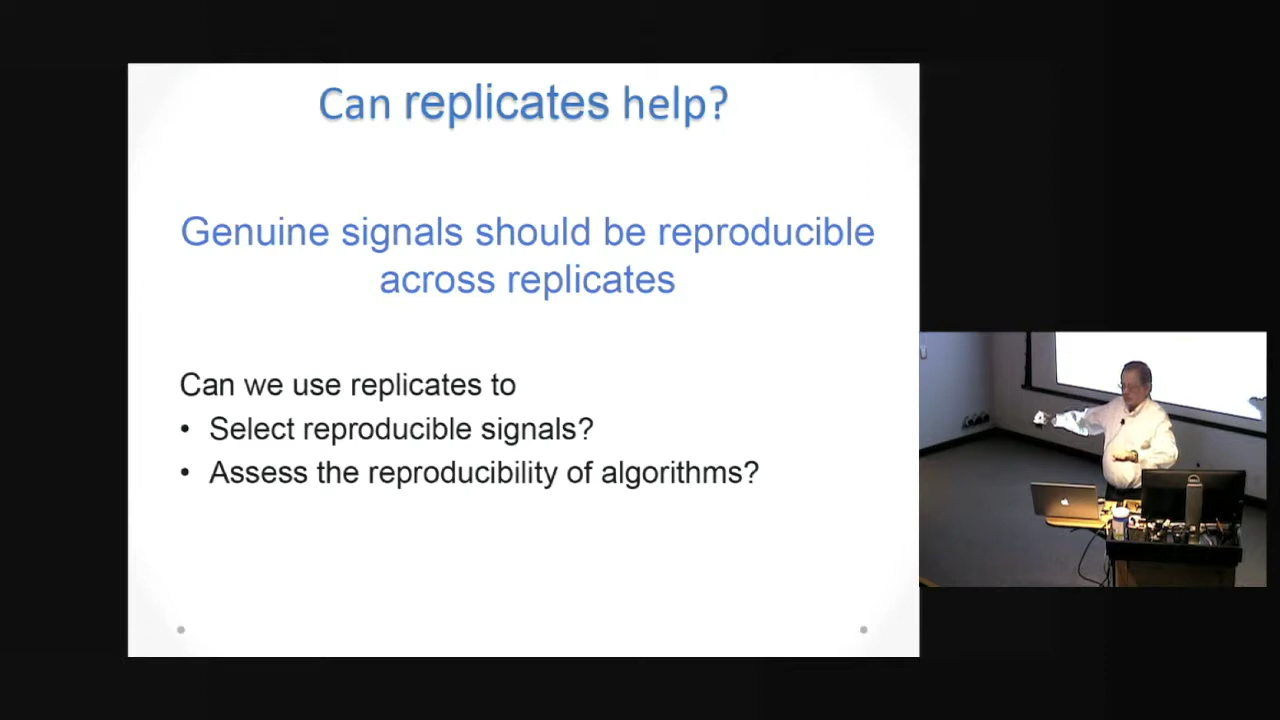 Can replicates help?
Genuine signals should be reproducible
across replicates
Can we use replicates to
• Select reproducible signals?
• Assess the reproducibility of algorithms?